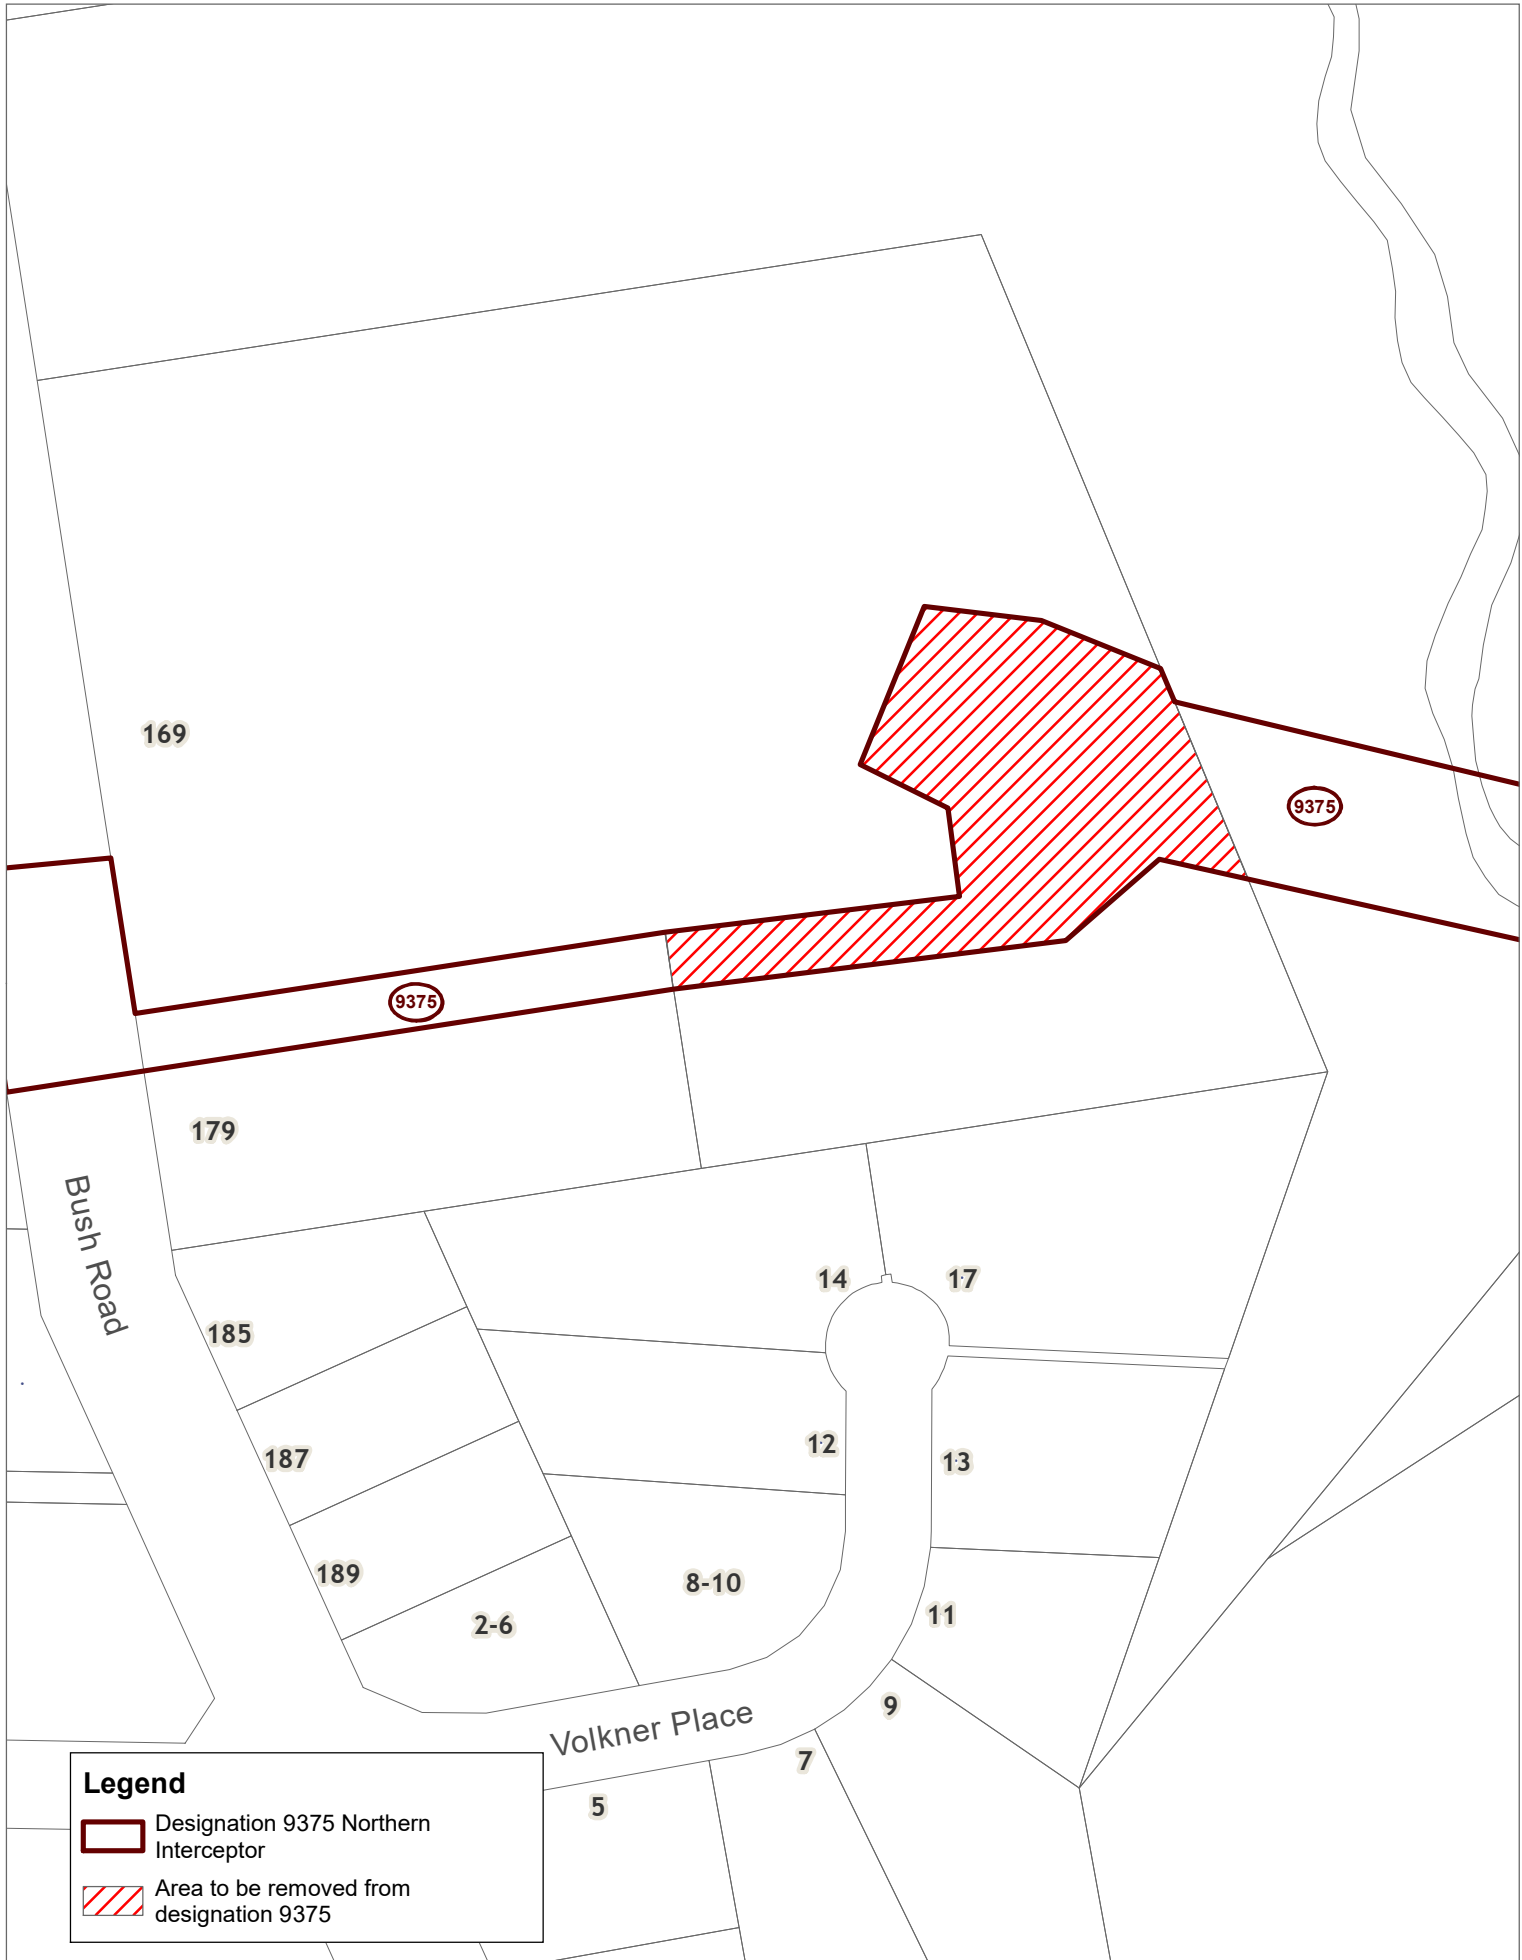 169
9375
9375
179
Bush Road
14
17
185
12
13
187
189
8-10
2-6
11
9
Volkner Place
7
5
Legend
Designation 9375 Northern
Interceptor
Area to be removed from
designation 9375